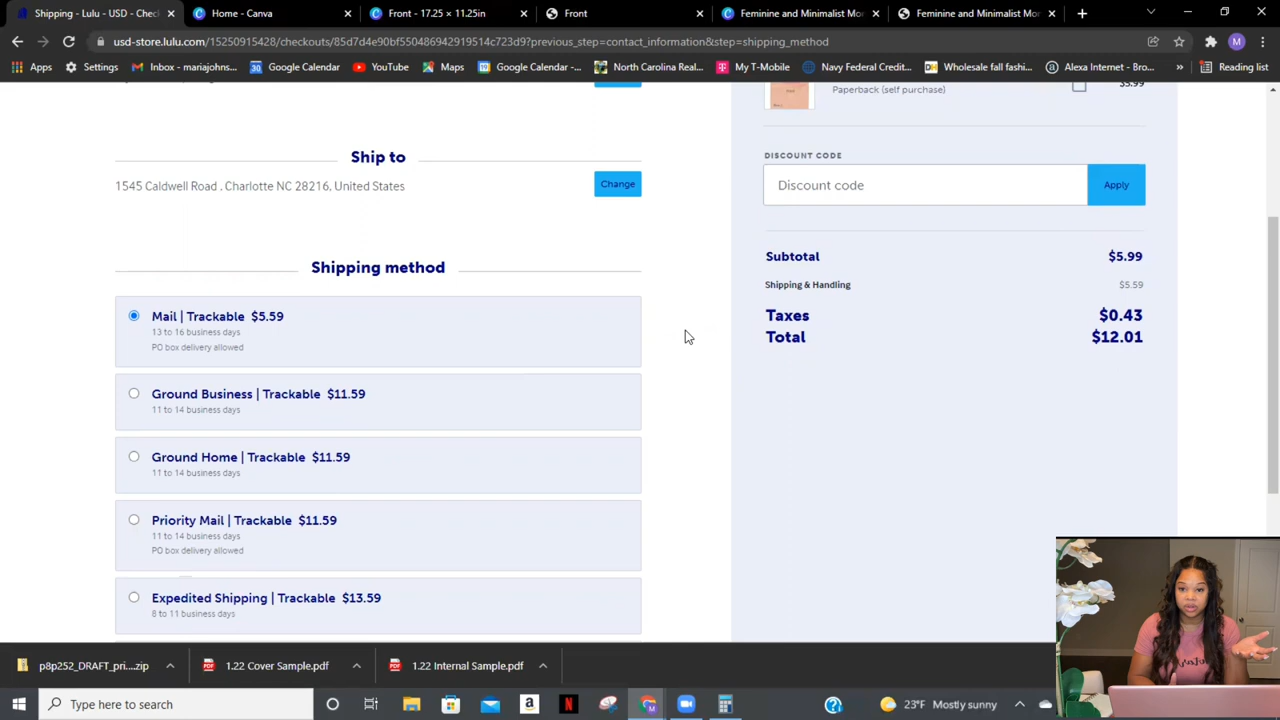 Shipping - Lulu - USD - Check
Home - Canva
Front - 17.25 × 11.25in
Front
Feminine and Minimalist Mo
Feminine and Minimalist Mo
usd-store.lulu.com/15250915428/checkouts/85d7d4e90bf550486942919514c723d9?previous_step=contact_information&step=shipping_method
M
Apps
Settings
Inbox - mariajohns...
Google Calendar
YouTube
Maps
Google Calendar -...
North Carolina Real...
My T-Mobile
Navy Federal Credit...
Wholesale fall fashi...
Alexa Internet - Bro...
»
Reading list
Paperback (self purchase)
$5.99
Ship to
1545 Caldwell Road , Charlotte NC 28216, United States
Change
Shipping method
Mail | Trackable $5.59
13 to 16 business days
PO box delivery allowed
Ground Business | Trackable $11.59
11 to 14 business days
Ground Home | Trackable $11.59
11 to 14 business days
Priority Mail | Trackable $11.59
11 to 14 business days
PO box delivery allowed
Expedited Shipping | Trackable $13.59
8 to 11 business days
DISCOUNT CODE
Discount code
Apply
Subtotal $5.99
Shipping & Handling $5.59
Taxes $0.43
Total $12.01
p8p252_DRAFT_pri....zip
1.22 Cover Sample.pdf
1.22 Internal Sample.pdf
Type here to search
23°F Mostly sunny